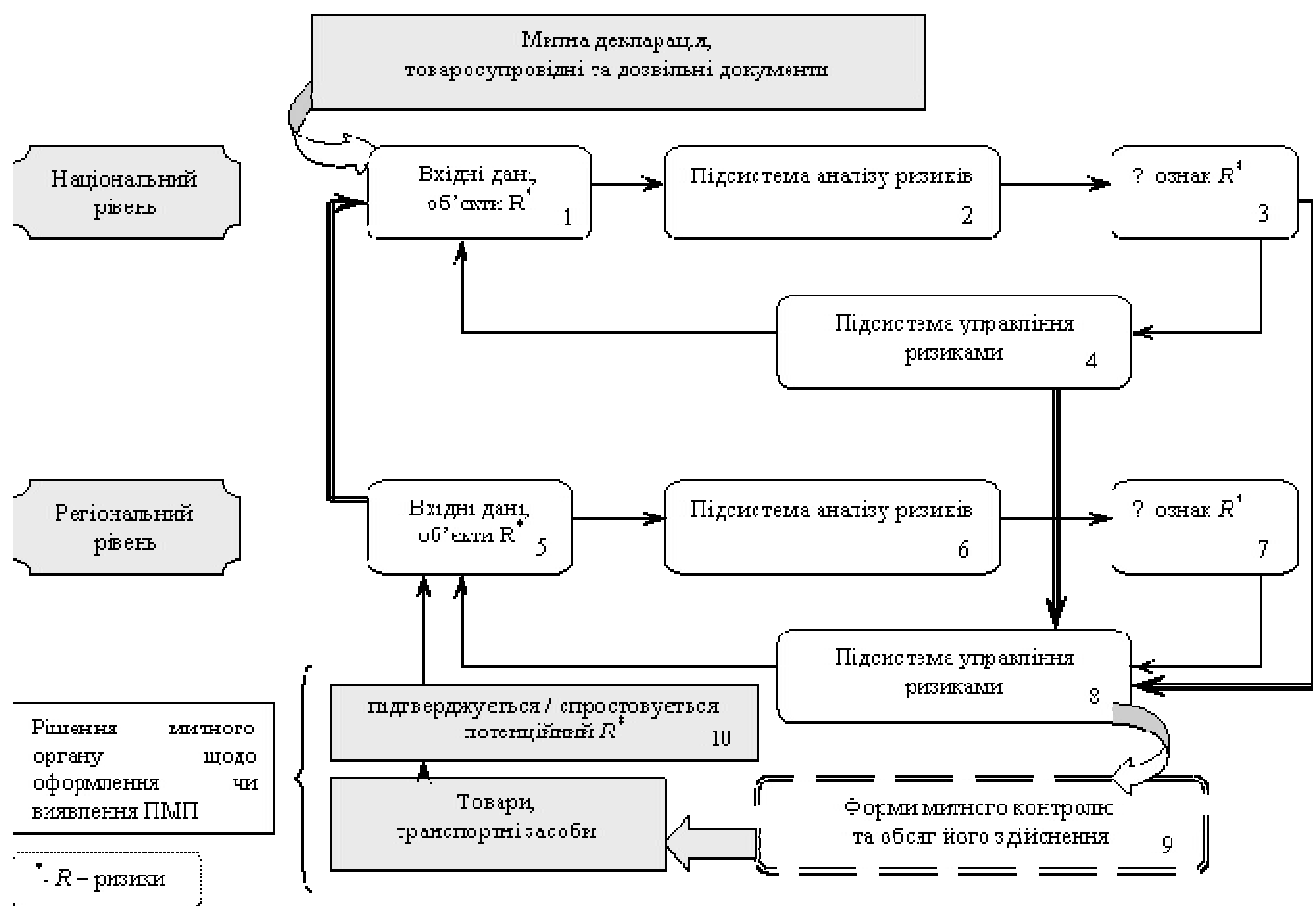 Митна декларація,
товаросупровідні та дозвільні документи
Національний
рівень
Вхідні дані,
об’єкти R*
1
Підсистема аналізу ризиків
2
? ознак R*
3
Підсистема управління
ризиками
4
Регіональний
рівень
Вхідні дані,
об’єкти R*
5
Підсистема аналізу ризиків
6
? ознак R*
7
Підсистема управління
ризиками
8
підтверджується / спростовується
потенційний R*
10
Рішення митного
органу щодо
оформлення чи
виявлення ПМП
Товари,
транспортні засоби
Форми митного контролю
та обсяг його здійснення
9
*- R – ризики